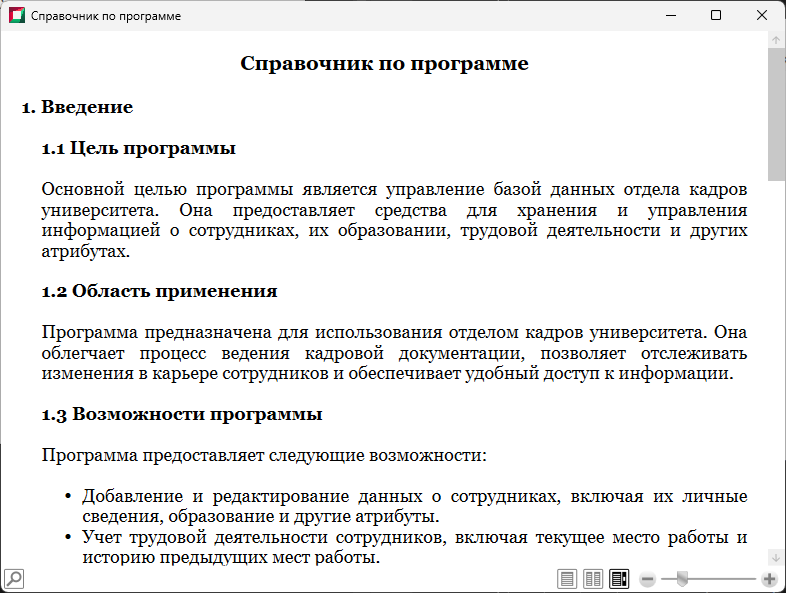 Справочник по программе
Справочник по программе
1. Введение
1.1 Цель программы
Основной целью программы является управление базой данных отдела кадров
университета. Она предоставляет средства для хранения и управления
информацией о сотрудниках, их образовании, трудовой деятельности и других
атрибутах.
1.2 Область применения
Программа предназначена для использования отделом кадров университета. Она
облегчает процесс ведения кадровой документации, позволяет отслеживать
изменения в карьере сотрудников и обеспечивает удобный доступ к информации.
1.3 Возможности программы
Программа предоставляет следующие возможности:
• Добавление и редактирование данных о сотрудниках, включая их личные
сведения, образование и другие атрибуты.
• Учет трудовой деятельности сотрудников, включая текущее место работы и
историю предыдущих мест работы.